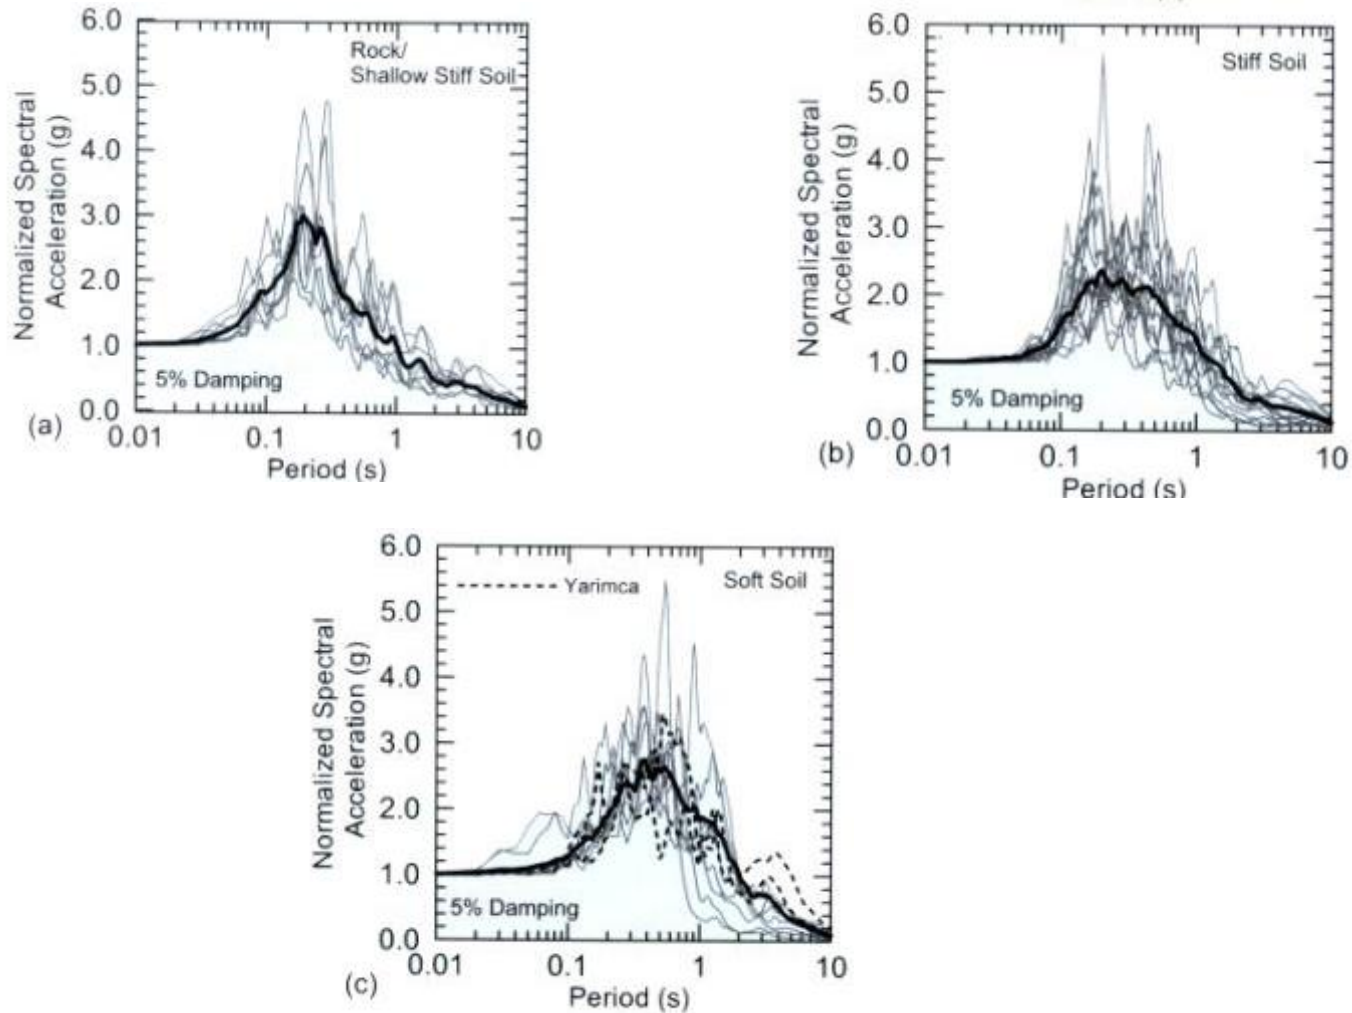 6.0
5.0
4.0
3.0
2.0
1.0
0.0
Normalized Spectral
Acceleration (g)
Rock/
Shallow Stiff Soil
5% Damping
(a)
0.01 0.1 1 10
Period (s)
6.0
5.0
4.0
3.0
2.0
1.0
0.0
Normalized Spectral
Acceleration (g)
Stiff Soil
5% Damping
(b)
0.01 0.1 1 10
Period (s)
6.0
5.0
4.0
3.0
2.0
1.0
0.0
Normalized Spectral
Acceleration (g)
Yarimca
Soft Soil
5% Damping
(c)
0.01 0.1 1 10
Period (s)